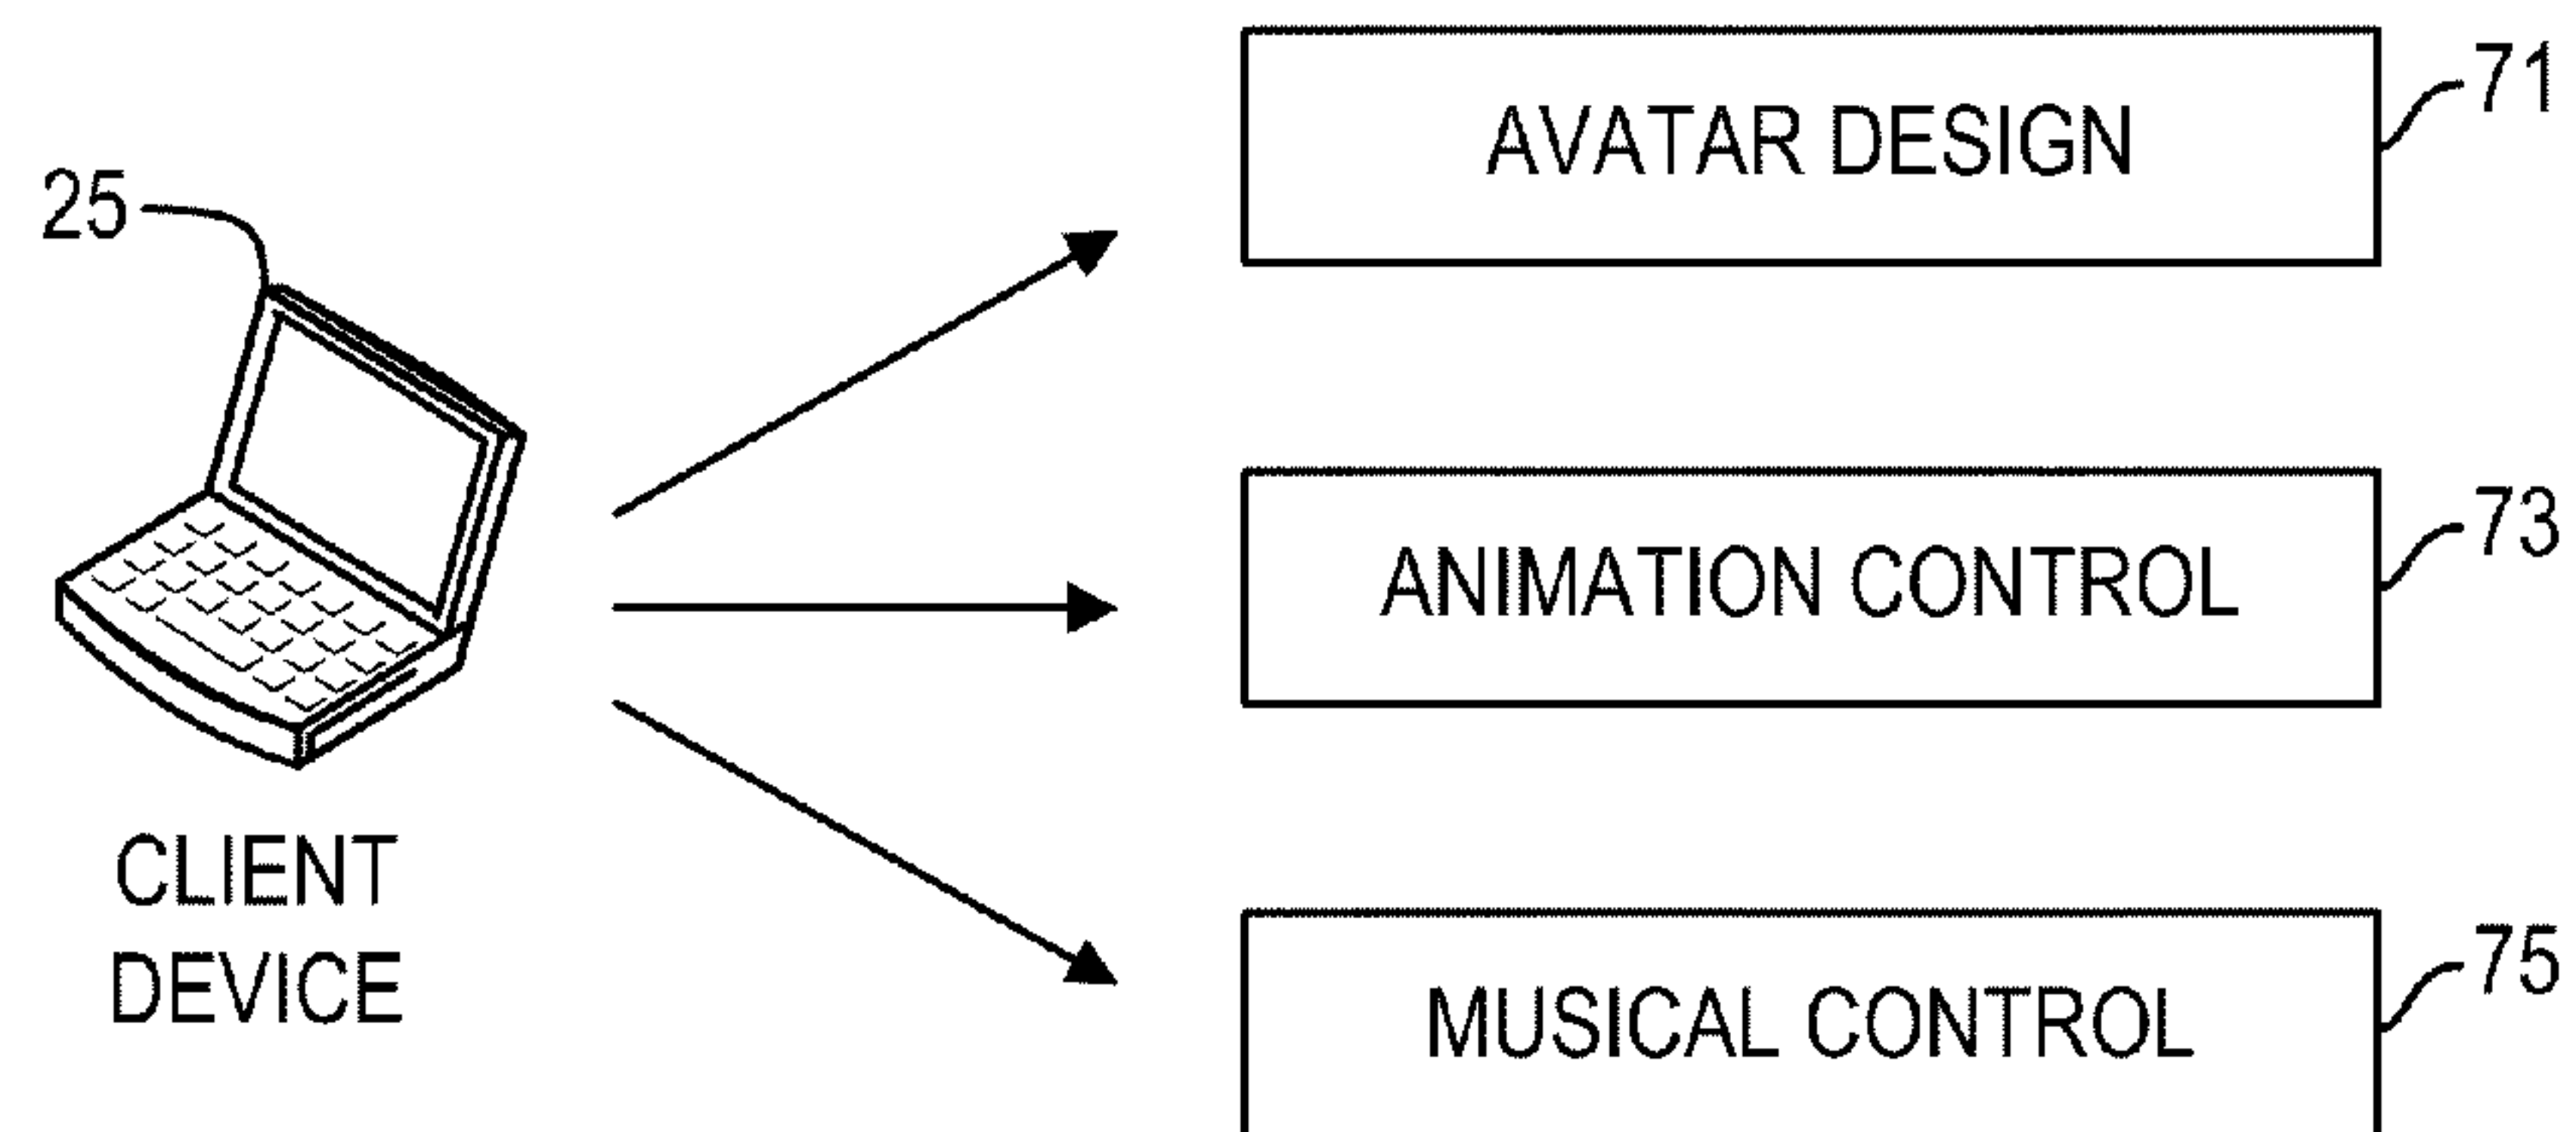 71
AVATAR DESIGN
25
73
ANIMATION CONTROL
CLIENT
DEVICE
75
MUSICAL CONTROL